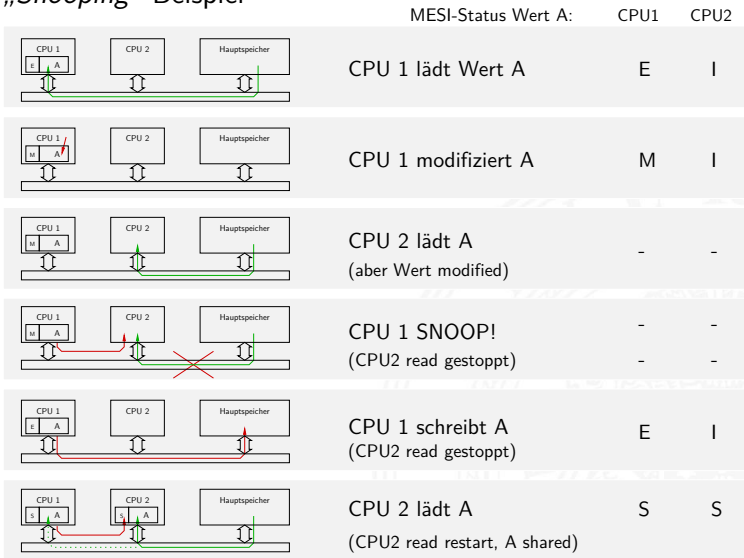 „Snooping“ Beispiel
MESI-Status Wert A: CPU1 CPU2
CPU 1 CPU 2 Hauptspeicher
E A
CPU 1 lädt Wert A E I
CPU 1 CPU 2 Hauptspeicher
M A
CPU 1 modifiziert A M I
CPU 1 CPU 2 Hauptspeicher
M A
CPU 2 lädt A - -
(aber Wert modified)
CPU 1 CPU 2 Hauptspeicher
M A
CPU 1 SNOOP! - -
(CPU2 read gestoppt) - -
CPU 1 CPU 2 Hauptspeicher
E A
CPU 1 schreibt A E I
(CPU2 read gestoppt)
CPU 1 CPU 2 Hauptspeicher
S A S A
CPU 2 lädt A S S
(CPU2 read restart, A shared)